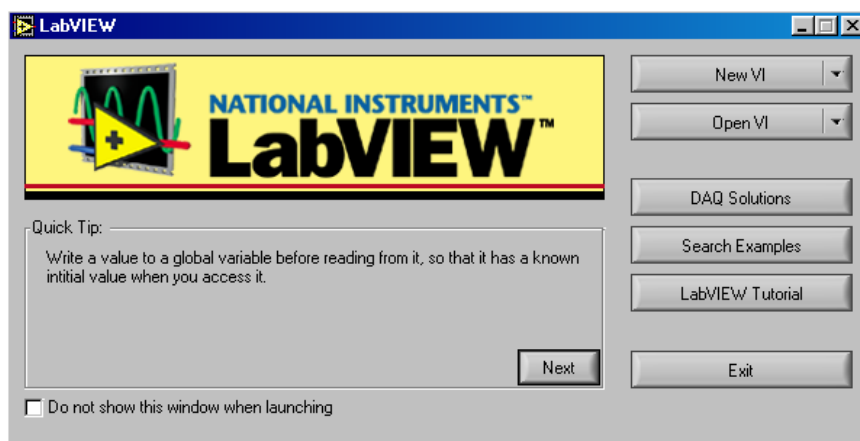 LabVIEW
NATIONAL INSTRUMENTS™
LabVIEW™
Quick Tip:
Write a value to a global variable before reading from it, so that it has a known
intitial value when you access it.
Next
Do not show this window when launching
New VI
Open VI
DAQ Solutions
Search Examples
LabVIEW Tutorial
Exit